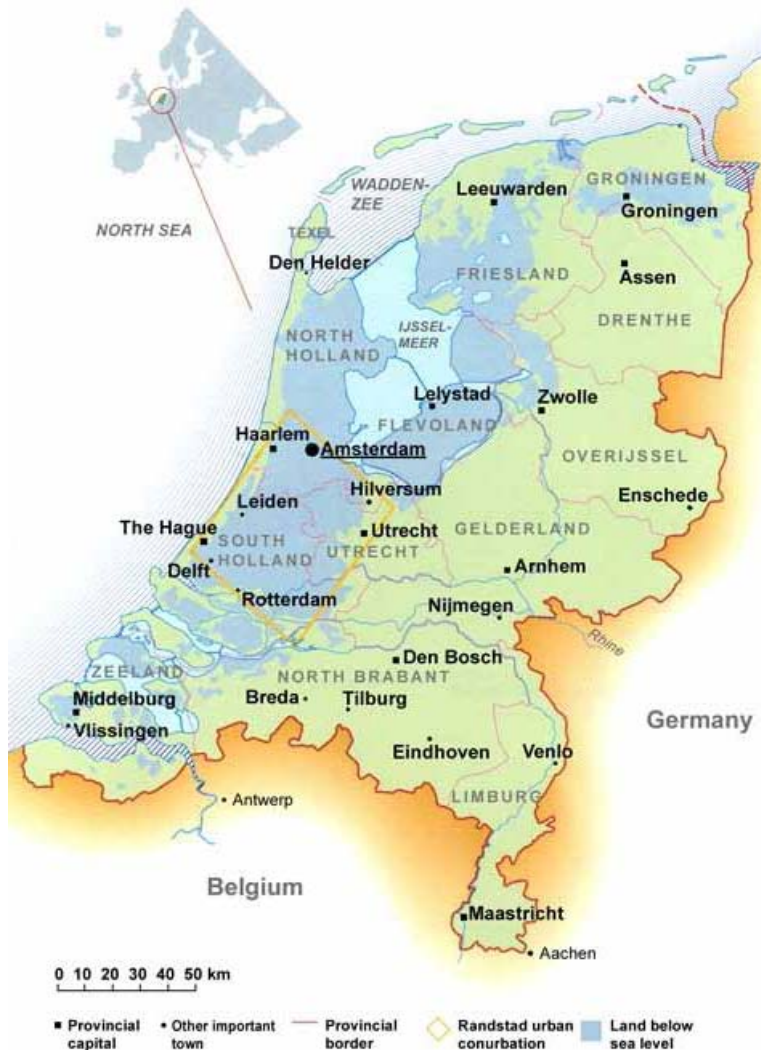 WADDEN-
ZEE
NORTH SEA
TEXEL
Den Helder
Leeuwarden
GRONINGEN
Groningen
FRIESLAND
Assen
DRENTHE
NORTH
HOLLAND
IJSSEL-
MEER
Lelystad
Zwolle
FLEVOLAND
Haarlem
Amsterdam
OVERIJSSEL
Hilversum
Enschede
Leiden
The Hague
SOUTH
HOLLAND
Utrecht
UTRECHT
GELDERLAND
Delft
Arnhem
Rotterdam
Nijmegen
Rhine
ZEELAND
NORTH BRABANT
Den Bosch
Middelburg
Breda
Tilburg
Vlissingen
Germany
Eindhoven
Venlo
LIMBURG
Antwerp
Belgium
Maastricht
Aachen
0 10 20 30 40 50 km
Provincial
capital
Other important
town
Provincial
border
Randstad urban
conurbation
Land below
sea level